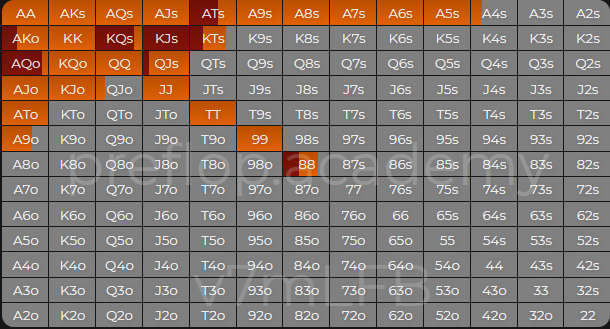 AA AKs AQs AJs ATs A9s A8s A7s A6s A5s A4s A3s A2s
AKo KK KQs KJs KTs K9s K8s K7s K6s K5s K4s K3s K2s
AQo KQo QQ QJs QTs Q9s Q8s Q7s Q6s Q5s Q4s Q3s Q2s
AJo KJo QJo JJ JTs J9s J8s J7s J6s J5s J4s J3s J2s
ATo KTo QTo JTo TT T9s T8s T7s T6s T5s T4s T3s T2s
A9o K9o Q9o J9o T9o 99 98s 97s 96s 95s 94s 93s 92s
A8o K8o Q8o J8o T8o 98o 88 87s 86s 85s 84s 83s 82s
preflop.academy
A7o K7o Q7o J7o T7o 97o 87o 77 76s 75s 74s 73s 72s
A6o K6o Q6o J6o T6o 96o 86o 76o 66 65s 64s 63s 62s
A5o K5o Q5o J5o T5o 95o 85o 75o 65o 55 54s 53s 52s
A4o K4o Q4o J4o T4o 94o 84o 74o 64o 54o 44 43s 42s
v7mLFB
A3o K3o Q3o J3o T3o 93o 83o 73o 63o 53o 43o 33 32s
A2o K2o Q2o J2o T2o 92o 82o 72o 62o 52o 42o 32o 22